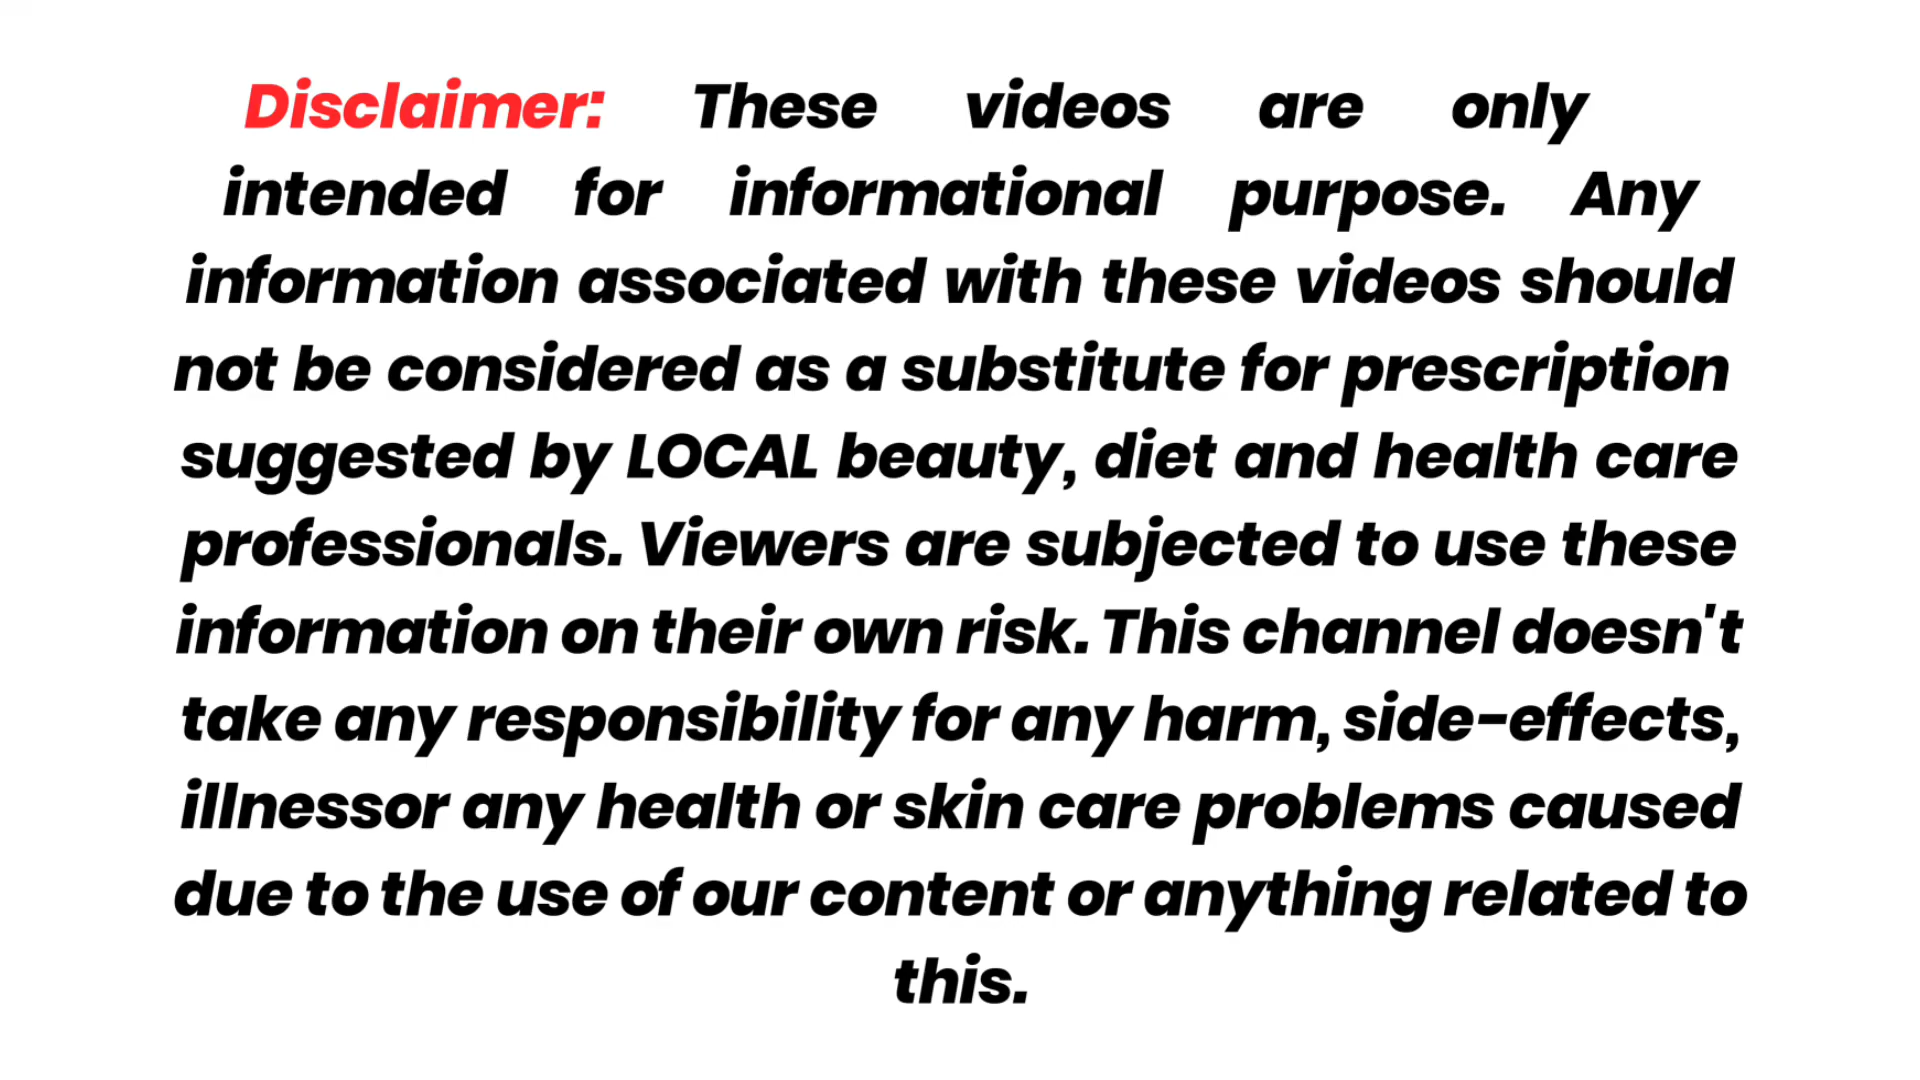 Disclaimer: These videos are only
intended for informational purpose. Any
information associated with these videos should
not be considered as a substitute for prescription
suggested by LOCAL beauty, diet and health care
professionals. Viewers are subjected to use these
information on their own risk. This channel doesn't
take any responsibility for any harm, side-effects,
illnessor any health or skin care problems caused
due to the use of our content or anything related to
this.